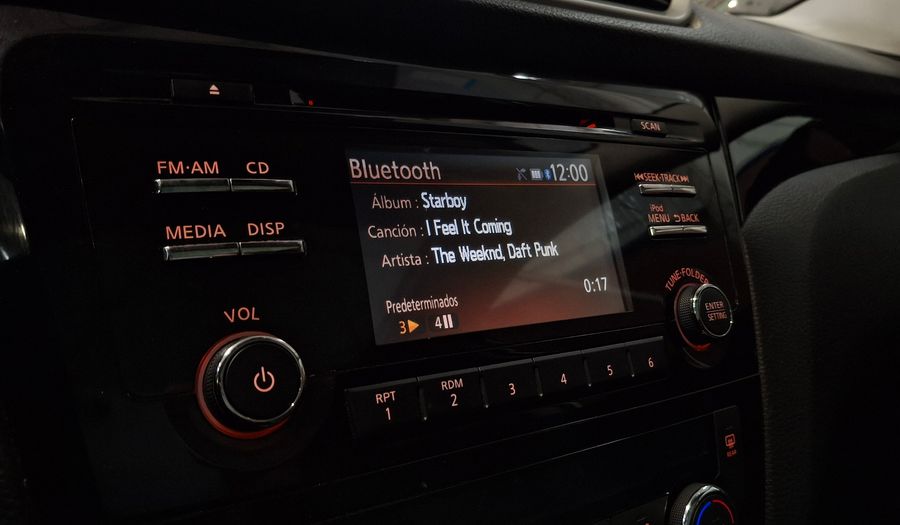 SCAN
FM·AM CD
MEDIA DISP
VOL
Bluetooth 12:00
Álbum : Starboy
Canción : I Feel It Coming
Artista : The Weeknd, Daft Punk
0:17
Predeterminados
3 4
SEEK·TRACK
iPod
MENU BACK
TUNE·FOLDER
ENTER
SETTING
RPT RDM
1 2 3 4 5 6
REAR